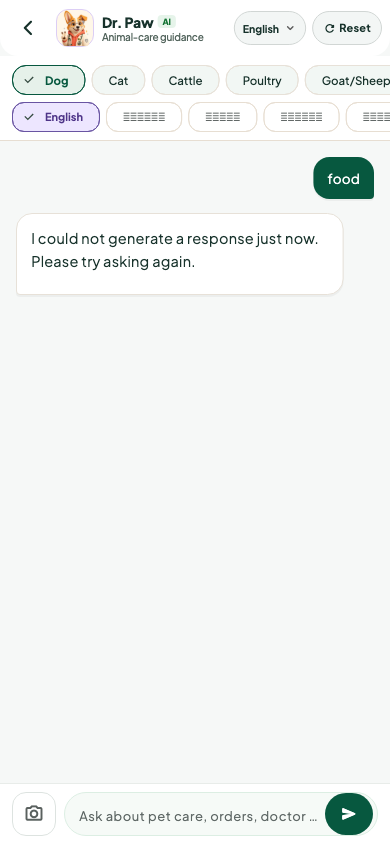 Dr. Paw AI
Animal-care guidance
English
Reset
Dog Cat Cattle Poultry Goat/Sheep
English
food
I could not generate a response just now.
Please try asking again.
Ask about pet care, orders, doctor ...